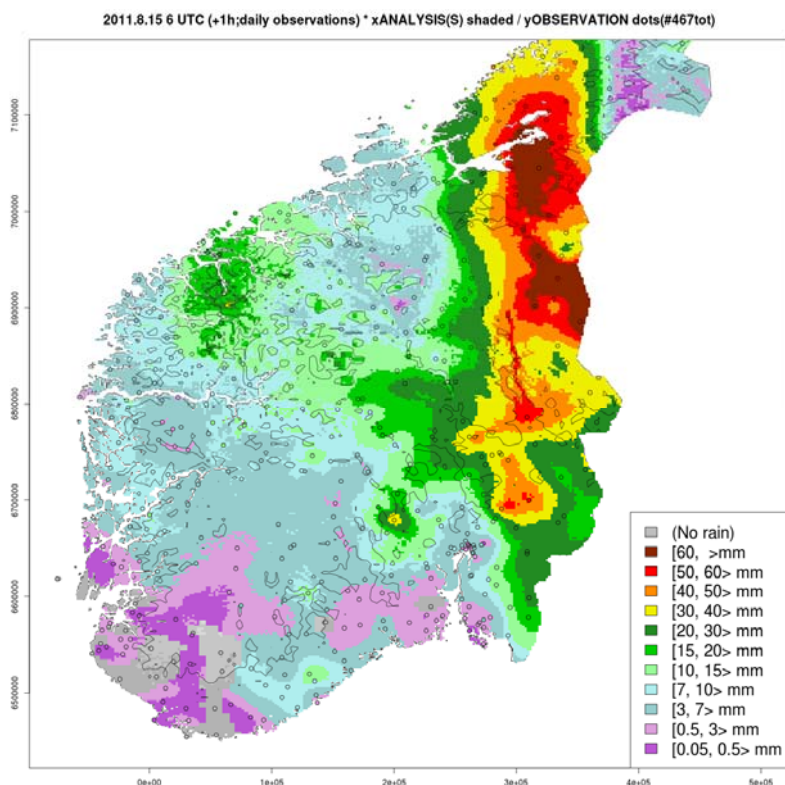 2011.8.15 6 UTC (+1h;daily observations) * xANALYSIS(S) shaded / yOBSERVATION dots(#467tot)
7100000
7000000
6900000
6800000
6700000
6600000
6500000
(No rain)
[60, >mm
[50, 60> mm
[40, 50> mm
[30, 40> mm
[20, 30> mm
[15, 20> mm
[10, 15> mm
[7, 10> mm
[3, 7> mm
[0.5, 3> mm
[0.05, 0.5> mm
0e+00 1e+05 2e+05 3e+05 4e+05 5e+05